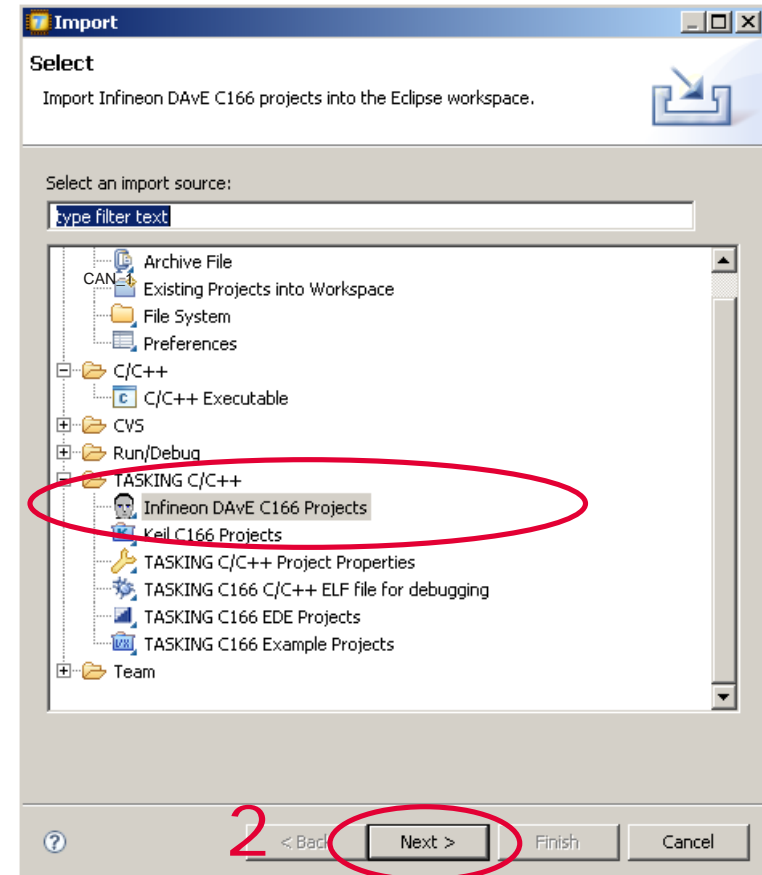 Import
Select
Import Infineon DAvE C166 projects into the Eclipse workspace.
Select an import source:
type filter text
Archive File
CAN_1
Existing Projects into Workspace
File System
Preferences
C/C++
C/C++ Executable
CVS
Run/Debug
TASKING C/C++
Infineon DAvE C166 Projects
Keil C166 Projects
TASKING C/C++ Project Properties
TASKING C166 C/C++ ELF file for debugging
TASKING C166 EDE Projects
TASKING C166 Example Projects
Team
2 < Back Next > Finish Cancel